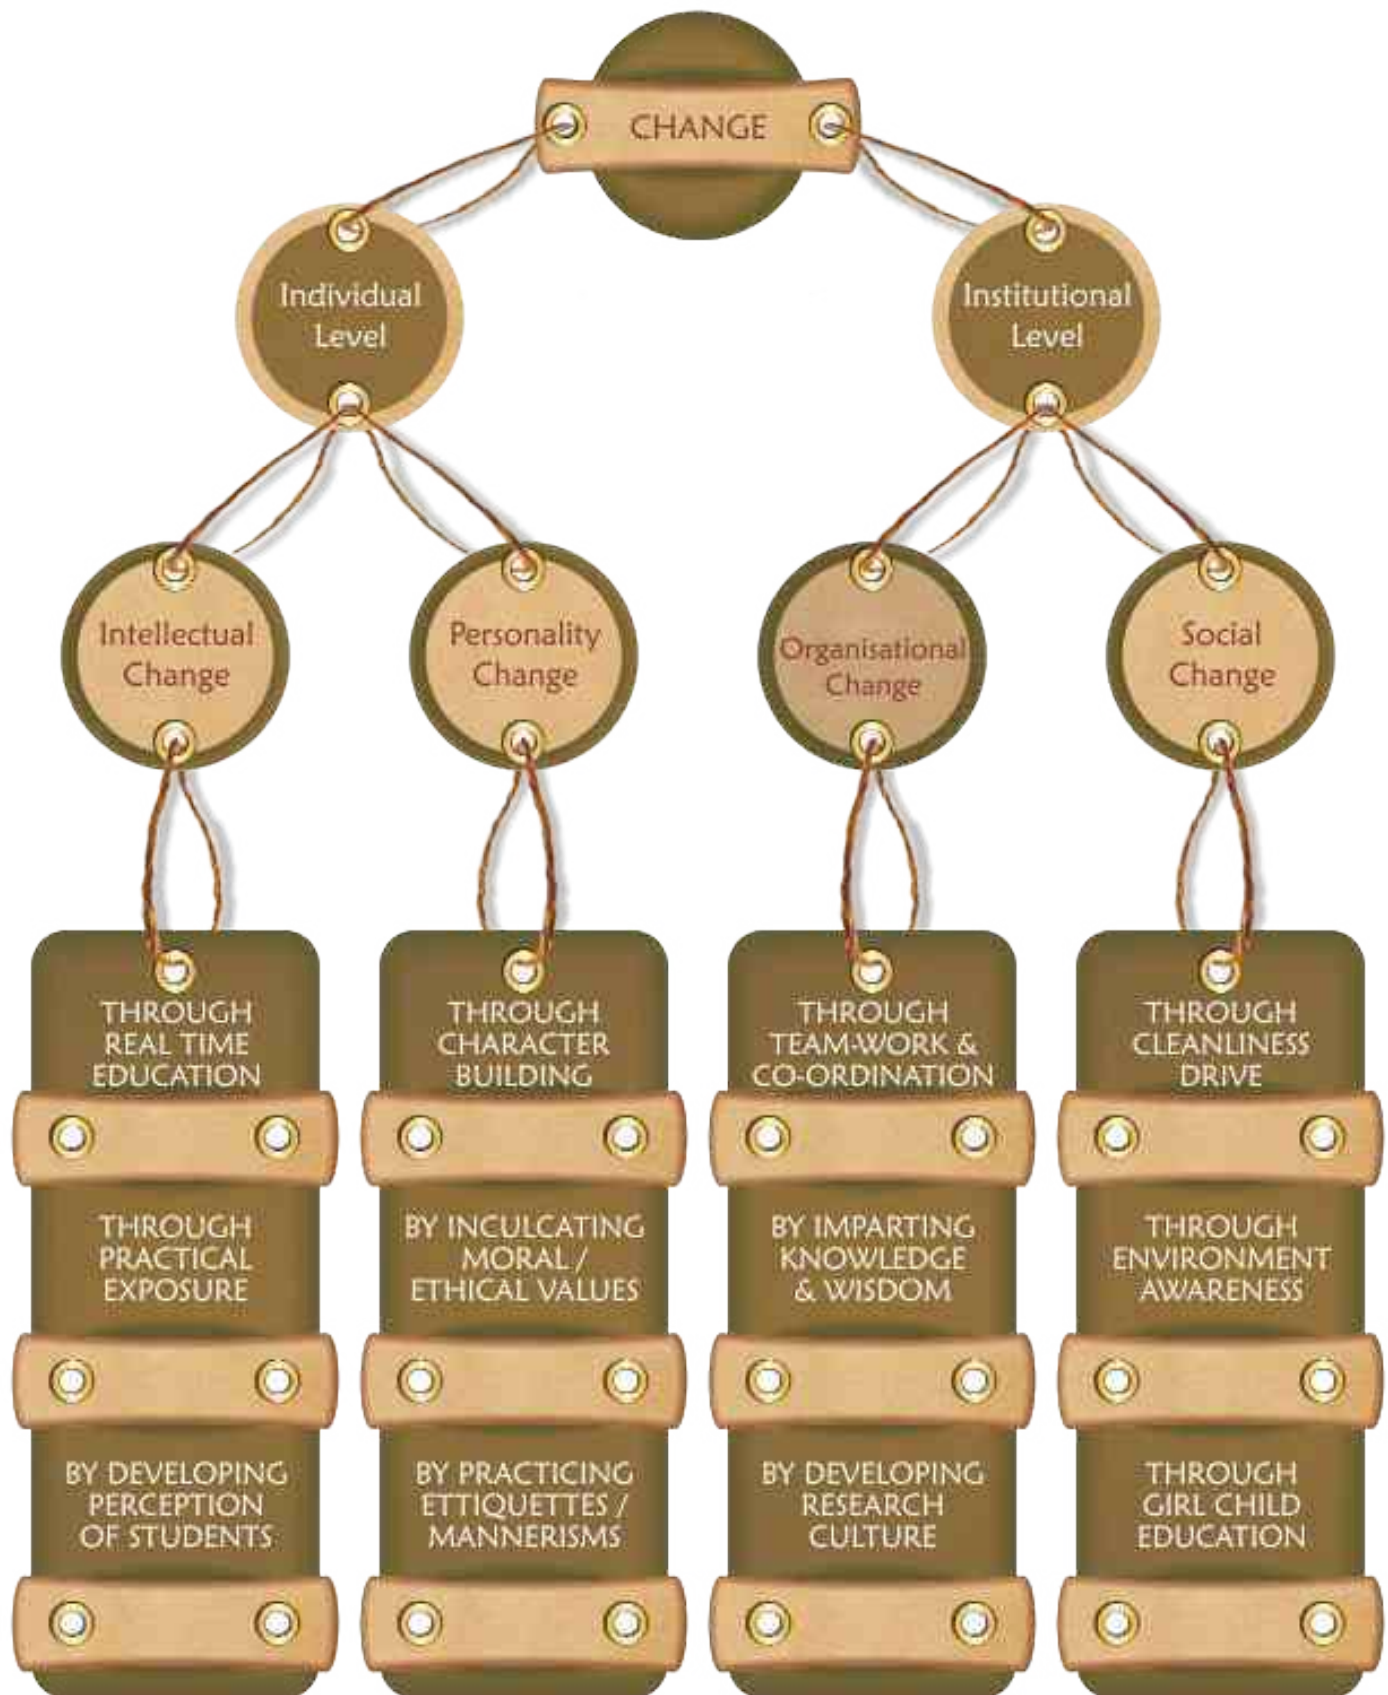 CHANGE
Individual
Level
Institutional
Level
Intellectual
Change
Personality
Change
Organisational
Change
Social
Change
THROUGH
REAL TIME
EDUCATION
THROUGH
PRACTICAL
EXPOSURE
BY DEVELOPING
PERCEPTION
OF STUDENTS
THROUGH
CHARACTER
BUILDING
BY INCULCATING
MORAL /
ETHICAL VALUES
BY PRACTICING
ETTIQUETTES /
MANNERISMS
THROUGH
TEAM-WORK &
CO-ORDINATION
BY IMPARTING
KNOWLEDGE
& WISDOM
BY DEVELOPING
RESEARCH
CULTURE
THROUGH
CLEANLINESS
DRIVE
THROUGH
ENVIRONMENT
AWARENESS
THROUGH
GIRL CHILD
EDUCATION